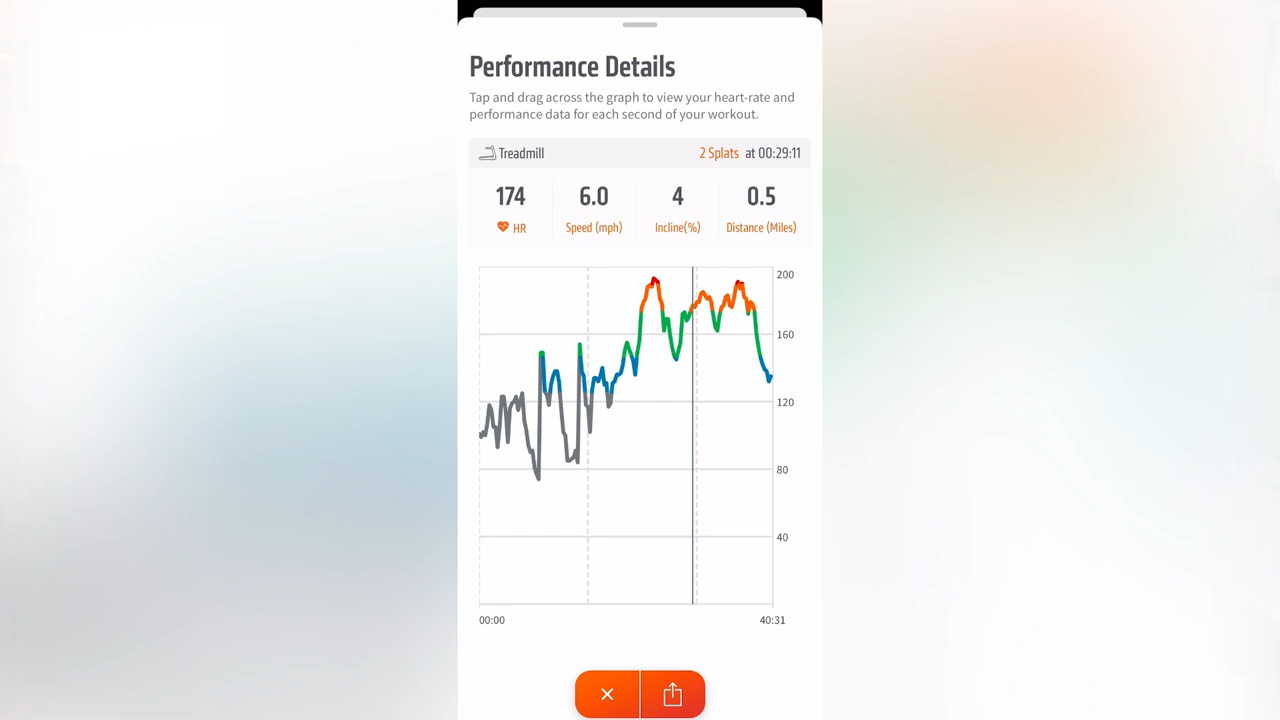 Performance Details
Tap and drag across the graph to view your heart-rate and
performance data for each second of your workout.
Treadmill 2 Splats at 00:29:11
174 6.0 4 0.5
HR Speed (mph) Incline(%) Distance (Miles)
200
160
120
80
40
00:00 40:31